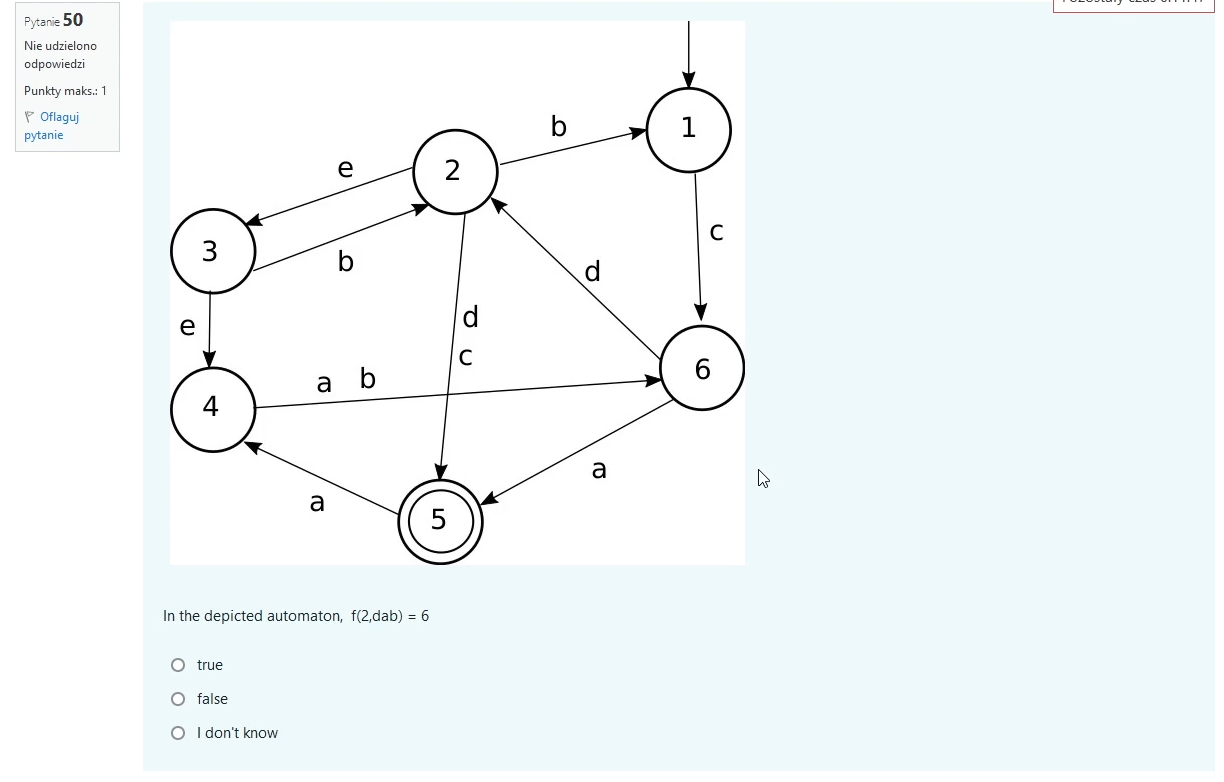 Pytanie 50
Nie udzielono
odpowiedzi
Punkty maks.: 1
Oflaguj
pytanie
1
b
2
e
3
b
c
d
e
d
c
6
a b
4
a
a
5
In the depicted automaton, f(2,dab) = 6
true
false
I don't know